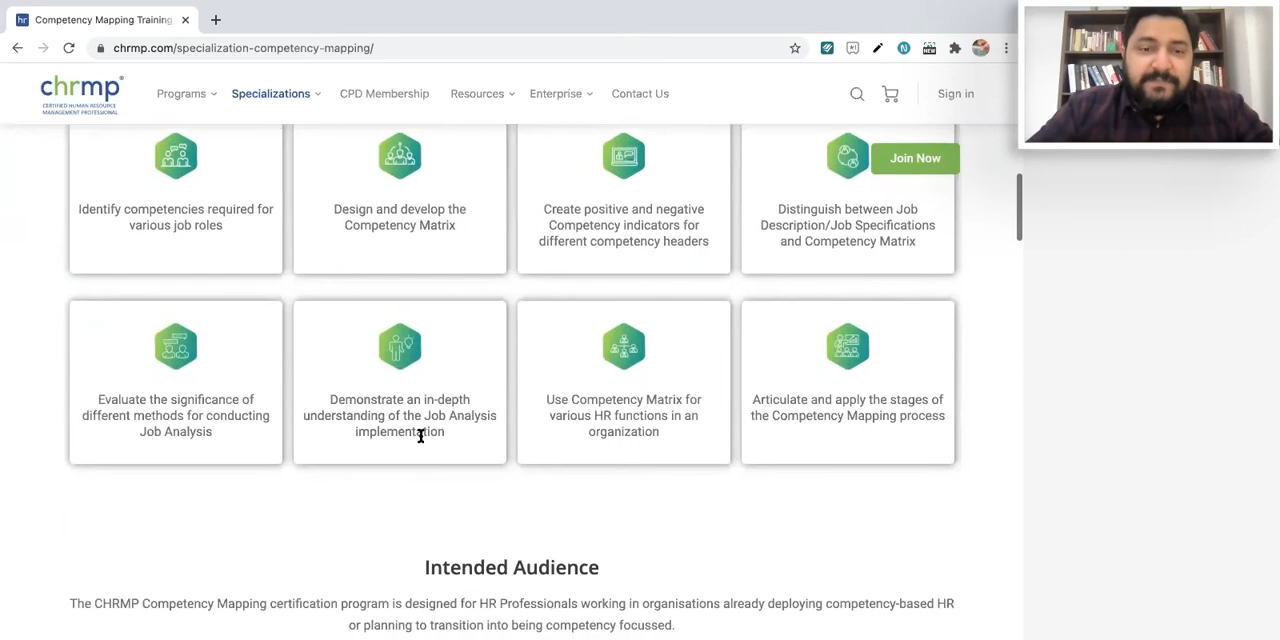 hr Competency Mapping Training
chrmp.com/specialization-competency-mapping/
NEW
chrmp
CERTIFIED HUMAN RESOURCE
MANAGEMENT PROFESSIONAL
Programs Specializations CPD Membership Resources Enterprise Contact Us Sign in
Join Now
Identify competencies required for
various job roles
Design and develop the
Competency Matrix
Create positive and negative
Competency indicators for
different competency headers
Distinguish between Job
Description/Job Specifications
and Competency Matrix
Evaluate the significance of
different methods for conducting
Job Analysis
Demonstrate an in-depth
understanding of the Job Analysis
implementation
Use Competency Matrix for
various HR functions in an
organization
Articulate and apply the stages of
the Competency Mapping process
Intended Audience
The CHRMP Competency Mapping certification program is designed for HR Professionals working in organisations already deploying competency-based HR
or planning to transition into being competency focussed.